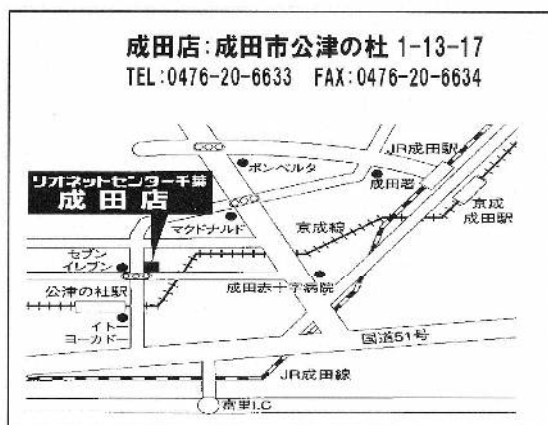 成田店:成田市公津の杜 1-13-17
TEL:0476-20-6633 FAX:0476-20-6634
JR成田駅
ボンベルタ
成田署
リオネットセンター千葉
成田店
京成
成田駅
マクドナルド
京成線
セブン
イレブン
成田赤十字病院
公津の杜駅
イトー
ヨーカドー
国道51号
JR成田線
富里I.C